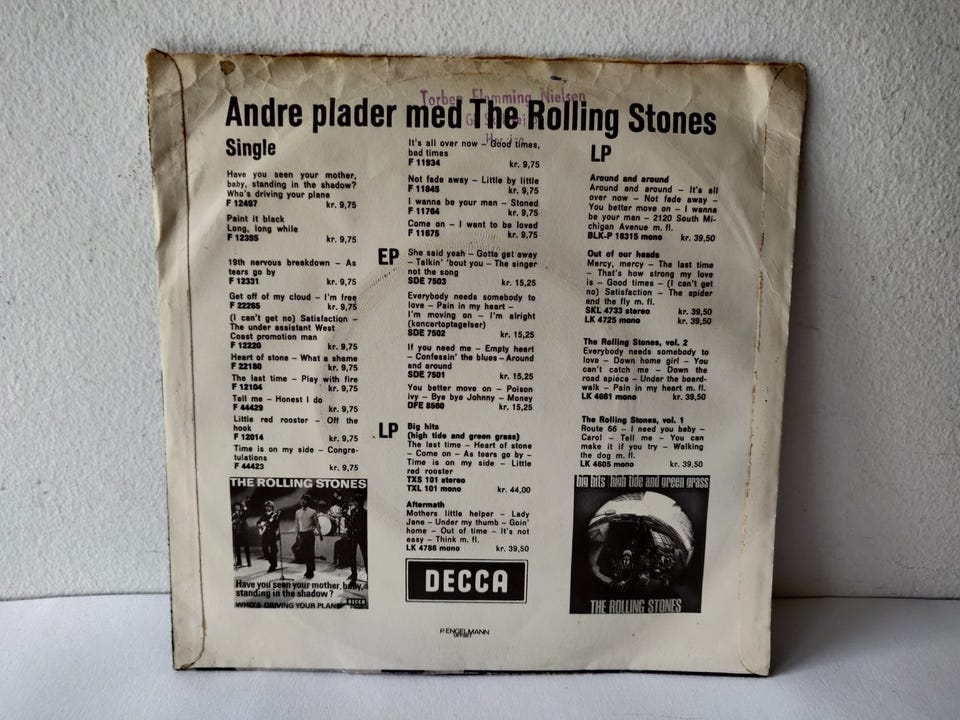 Torben Flemming Nielsen
Andre plader med The Rolling Stones
Single
Have you seen your mother,
baby, standing in the shadow?
Who's driving your plane
F 12497 kr. 9,75
Paint it black
Long, long while
F 12395 kr. 9,75
19th nervous breakdown – As
tears go by
F 12331 kr. 9,75
Get off of my cloud – I'm free
F 22265 kr. 9,75
(I can't get no) Satisfaction –
The under assistant West
Coast promotion man
F 12220 kr. 9,75
Heart of stone – What a shame
F 22180 kr. 9,75
The last time – Play with fire
F 12104 kr. 9,75
Tell me – Honest I do
F 44429 kr. 9,75
Little red rooster – Off the
hook
F 12014 kr. 9,75
Time is on my side – Congra-
tulations
F 44423 kr. 9,75
THE ROLLING STONES
Have you seen your mother, baby,
standing in the shadow?
WHO'S DRIVING YOUR PLANE
DECCA
It's all over now – Good times,
bad times
F 11934 kr. 9,75
Not fade away – Little by little
F 11845 kr. 9,75
I wanna be your man – Stoned
F 11764 kr. 9,75
Come on – I want to be loved
F 11675 kr. 9,75
EP
She said yeah – Gotta get away
– Talkin' 'bout you – The singer
not the song
SDE 7503 kr. 15,25
Everybody needs somebody to
love – Pain in my heart –
I'm moving on – I'm alright
(koncertoptagelser)
SDE 7502 kr. 15,25
If you need me – Empty heart
– Confessin' the blues – Around
and around
SDE 7501 kr. 15,25
You better move on – Poison
ivy – Bye bye Johnny – Money
DFE 8560 kr. 15,25
LP
Big hits
(high tide and green grass)
The last time – Heart of stone
– Come on – As tears go by –
Time is on my side – Little
red rooster
TXS 101 stereo
TXL 101 mono kr. 44,00
Aftermath
Mothers little helper – Lady
Jane – Under my thumb – Goin'
home – Out of time – It's not
easy – Think m. fl.
LK 4786 mono kr. 39,50
DECCA
P. ENGELMANN
OFFSET
LP
Around and around
Around and around – It's all
over now – Not fade away –
You better move on – I wanna
be your man – 2120 South Mi-
chigan Avenue m. fl.
BLK-P 16315 mono kr. 39,50
Out of our heads
Mercy, mercy – The last time
– That's how strong my love
is – Good times – (I can't get
no) Satisfaction – The spider
and the fly m. fl.
SKL 4733 stereo kr. 39,50
LK 4725 mono kr. 39,50
The Rolling Stones, vol. 2
Everybody needs somebody to
love – Down home girl – You
can't catch me – Down the
road apiece – Under the board-
walk – Pain in my heart m. fl.
LK 4661 mono kr. 39,50
The Rolling Stones, vol. 1
Route 66 – I need you baby –
Carol – Tell me – You can
make it if you try – Walking
the dog m. fl.
LK 4605 mono kr. 39,50
big hits (high tide and green grass)
THE ROLLING STONES